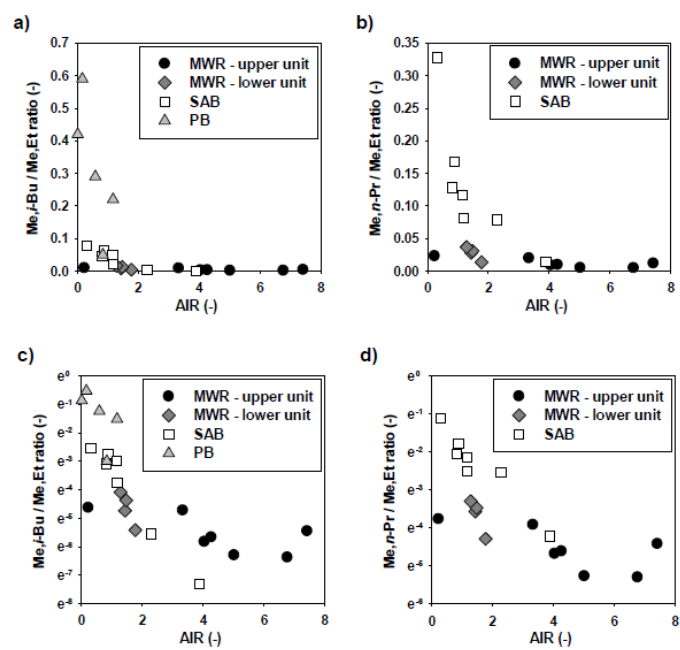 a)
0.7
0.6
0.5
0.4
0.3
0.2
0.1
0.0
Me,i-Bu / Me,Et ratio (-)
MWR - upper unit
MWR - lower unit
SAB
PB
0 2 4 6 8
AIR (-)
b)
0.35
0.30
0.25
0.20
0.15
0.10
0.05
0.00
Me,n-Pr / Me,Et ratio (-)
MWR - upper unit
MWR - lower unit
SAB
0 2 4 6 8
AIR (-)
c)
e⁰
e⁻¹
e⁻²
e⁻³
e⁻⁴
e⁻⁵
e⁻⁶
e⁻⁷
e⁻⁸
Me,i-Bu / Me,Et ratio (-)
MWR - upper unit
MWR - lower unit
SAB
PB
0 2 4 6 8
AIR (-)
d)
e⁰
e⁻¹
e⁻²
e⁻³
e⁻⁴
e⁻⁵
e⁻⁶
Me,n-Pr / Me,Et ratio (-)
MWR - upper unit
MWR - lower unit
SAB
0 2 4 6 8
AIR (-)